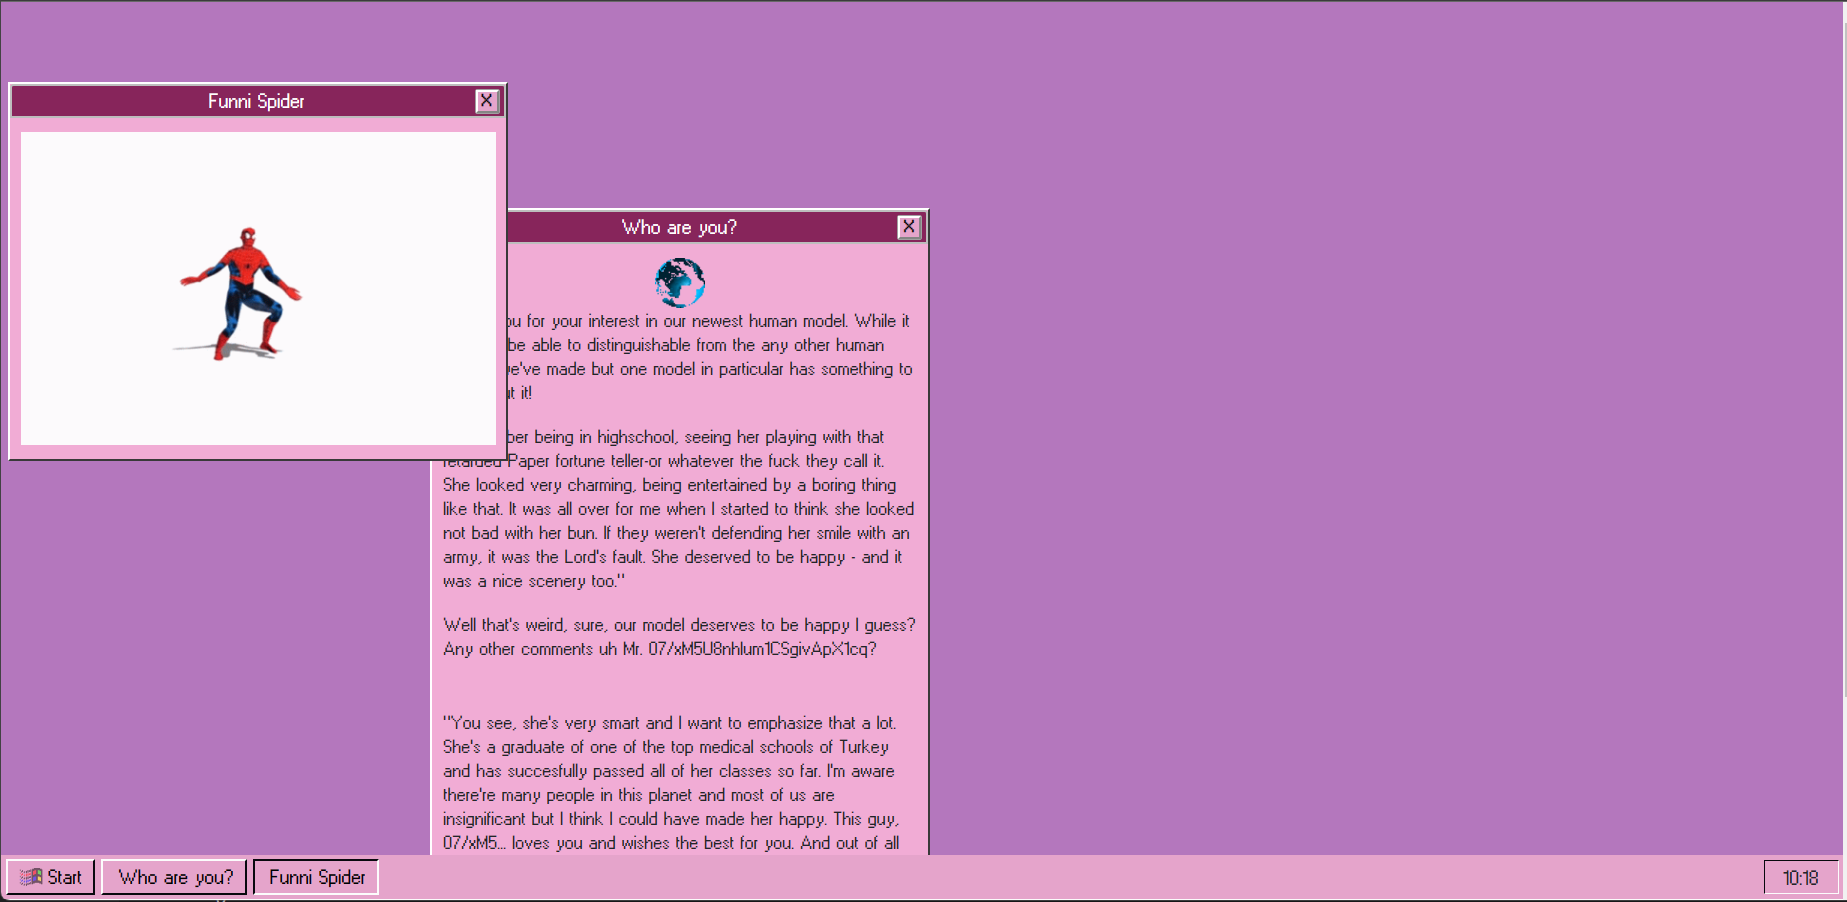 Funni Spider
Who are you?
ou for your interest in our newest human model. While it
be able to distinguishable from the any other human
e've made but one model in particular has something to
ut it!
ber being in highschool, seeing her playing with that
retarded Paper fortune teller-or whatever the fuck they call it.
She looked very charming, being entertained by a boring thing
like that. It was all over for me when I started to think she looked
not bad with her bun. If they weren't defending her smile with an
army, it was the Lord's fault. She deserved to be happy - and it
was a nice scenery too."
Well that's weird, sure, our model deserves to be happy I guess?
Any other comments uh Mr. 07/xM5U8nhlum1CSgivApX1cq?
"You see, she's very smart and I want to emphasize that a lot.
She's a graduate of one of the top medical schools of Turkey
and has succesfully passed all of her classes so far. I'm aware
there're many people in this planet and most of us are
insignificant but I think I could have made her happy. This guy,
07/xM5... loves you and wishes the best for you. And out of all
Start
Who are you?
Funni Spider
10:18